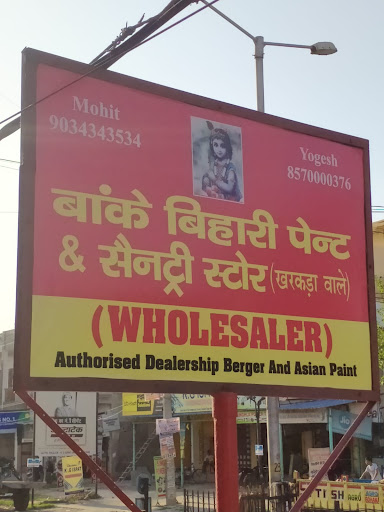 Mohit
9034343534
Yogesh
8570000376
बांके बिहारी पेन्ट
& सैनट्री स्टोर (खरकड़ा वाले)
(WHOLESALER)
Authorised Dealership Berger And Asian Paint